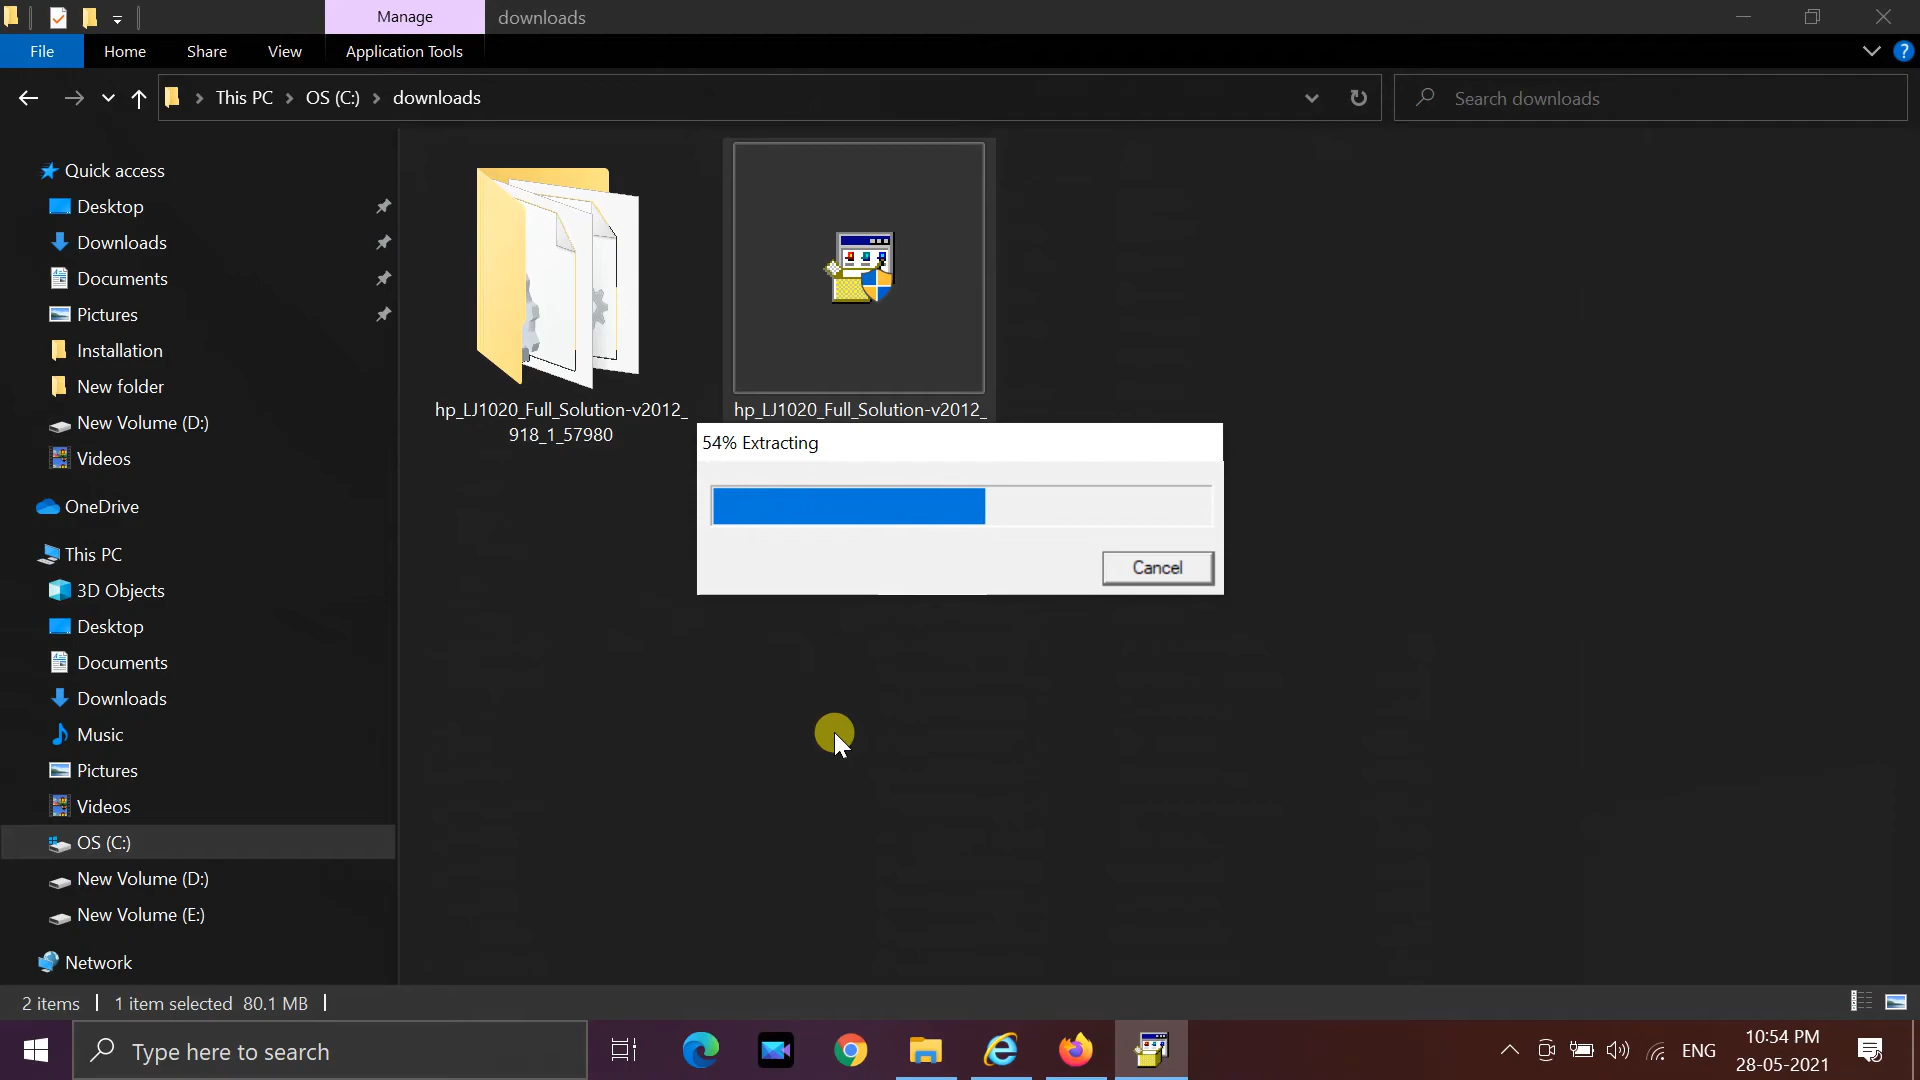 Manage
downloads
File
Home
Share
View
Application Tools
This PC
OS (C:)
downloads
Search downloads
Quick access
Desktop
Downloads
Documents
Pictures
Installation
New folder
New Volume (D:)
Videos
OneDrive
This PC
3D Objects
Desktop
Documents
Downloads
Music
Pictures
Videos
OS (C:)
New Volume (D:)
New Volume (E:)
Network
hp_LJ1020_Full_Solution-v2012_
918_1_57980
hp_LJ1020_Full_Solution-v2012_
54% Extracting
Cancel
2 items
1 item selected 80.1 MB
Type here to search
ENG
10:54 PM
28-05-2021